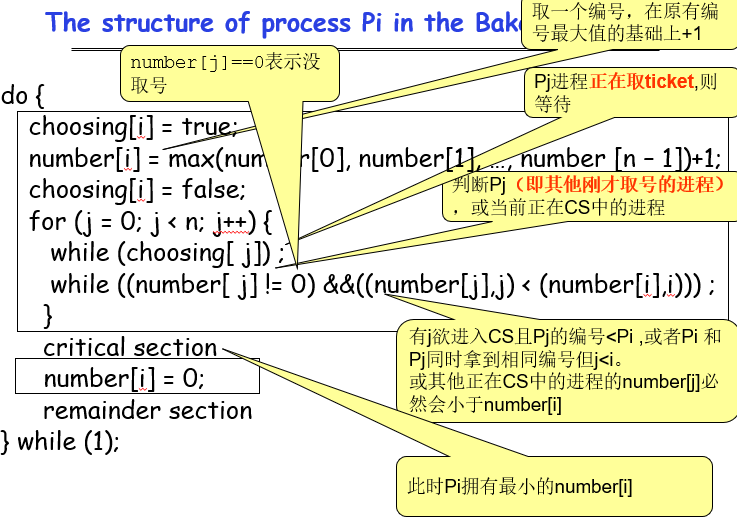 The structure of process Pi in the Bak
取一个编号，在原有编
号最大值的基础上+1
number[j]==0表示没
取号
Pj进程正在取ticket,则
等待
do {
choosing[i] = true;
number[i] = max(num r[0], number[1], …, number [n – 1])+1;
choosing[i] = false;
判断Pj（即其他刚才取号的进程）
，或当前正在CS中的进程
for (j = 0; j < n; j++) {
while (choosing[ j]) ;
while ((number[ j] != 0) &&((number[j],j) < (number[i],i))) ;
}
有j欲进入CS且Pj的编号<Pi ,或者Pi 和
Pj同时拿到相同编号但j<i。
或其他正在CS中的进程的number[j]必
然会小于number[i]
critical section
number[i] = 0;
remainder section
} while (1);
此时Pi拥有最小的number[i]